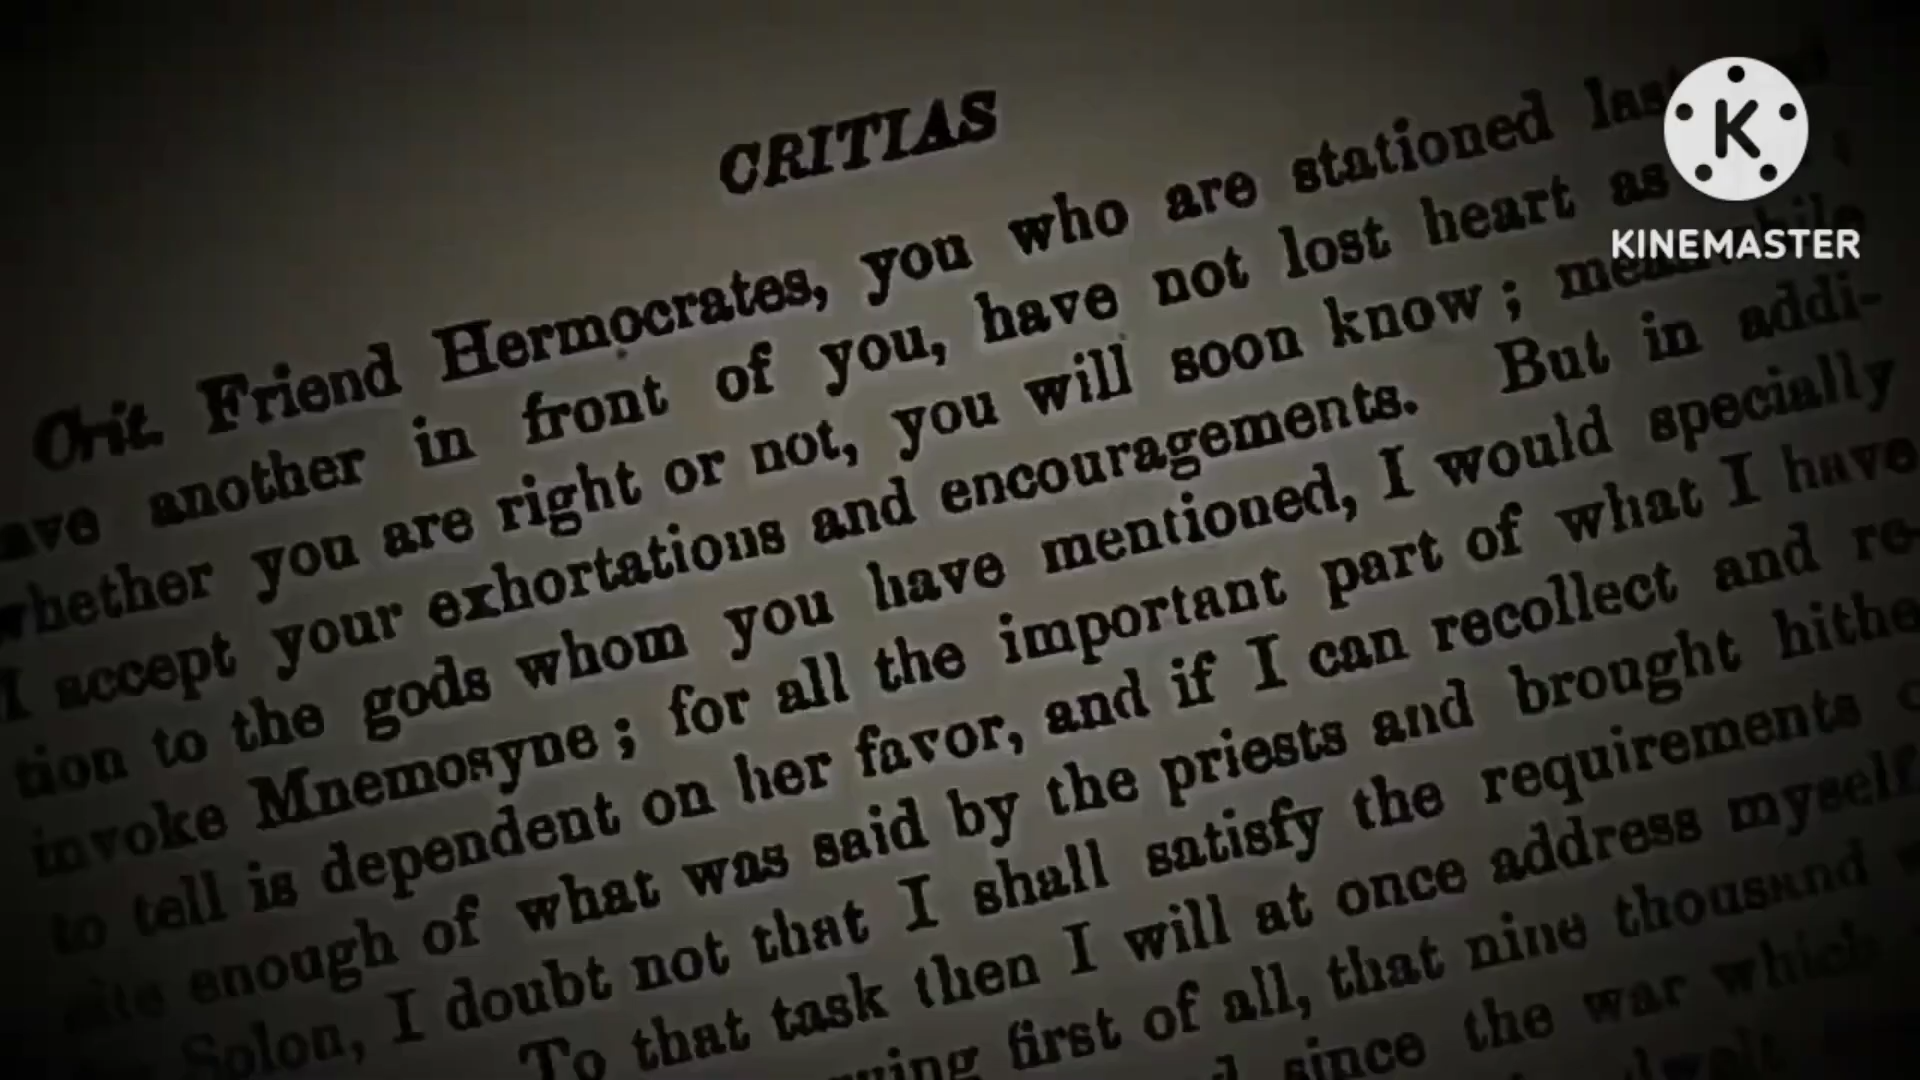 CRITIAS
Crit. Friend Hermocrates, you who are stationed
another in front of you, have not lost heart as
whether you are right or not, you will soon know; meanwhile
I accept your exhortations and encouragements. But in addi-
tion to the gods whom you have mentioned, I would specially
invoke Mnemosyne; for all the important part of what I have
to tell is dependent on her favor, and if I can recollect and re-
enough of what was said by the priests and brought
Solon, I doubt not that I shall satisfy the requirements
To that task then I will at once address myself.
first of all, that nine thousand
since the war which
dwelt
K
KINEMASTER